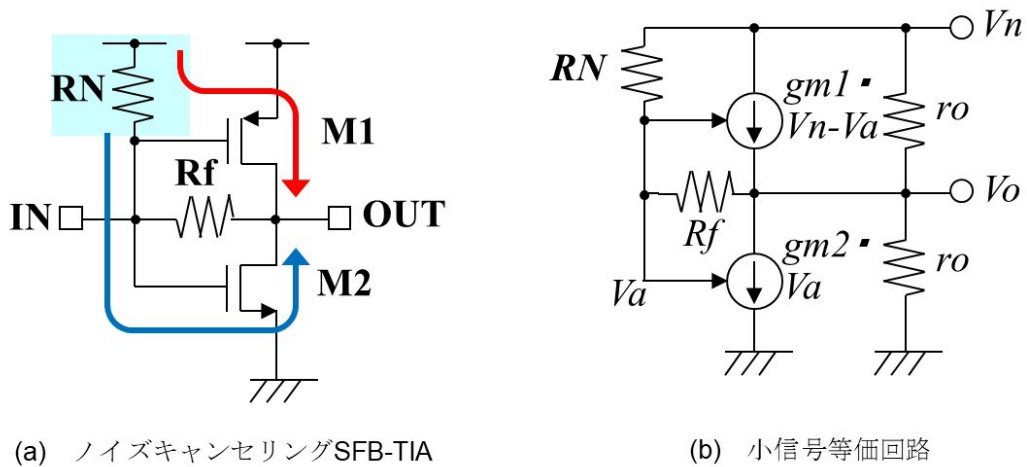 RN
M1
Rf
IN
OUT
M2
(a) ノイズキャンセリングSFB-TIA
Vn
RN
gm1・
Vn-Va
ro
Rf
Vo
gm2・
Va
Va
ro
(b) 小信号等価回路